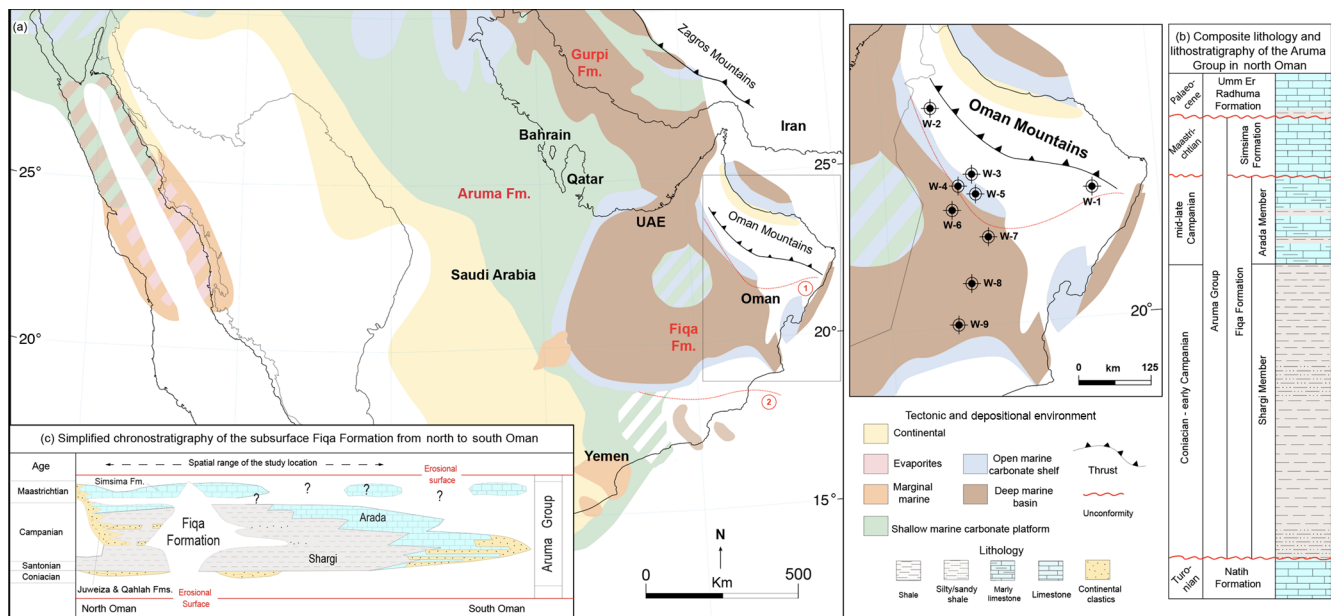 (a)
Gurpi
Fm.
Zagros Mountains
Iran
Bahrain
Qatar
Aruma Fm.
UAE
Oman Mountains
Saudi Arabia
Oman
Fiqa
Fm.
Yemen
25°
20°
25°
20°
15°
1
2
N
0
500
Km
(c) Simplified chronostratigraphy of the subsurface Fiqa Formation from north to south Oman
Age
Spatial range of the study location
Erosional
surface
Maastrichtian
Simsima Fm.
?
?
?
?
Campanian
Arada
Fiqa
Formation
Shargi
Santonian
Coniacian
Aruma Group
Juweiza & Qahlah Fms.
North Oman
Erosional
Surface
South Oman
Oman Mountains
W-2
W-3
W-4
W-5
W-1
W-6
W-7
W-8
W-9
25°
20°
0
km
125
Tectonic and depositional environment
Continental
Evaporites
Marginal
marine
Shallow marine carbonate platform
Open marine
carbonate shelf
Deep marine
basin
Thrust
Unconformity
Lithology
Shale
Silty/sandy
shale
Marly
limestone
Limestone
Continental
clastics
(b) Composite lithology and
lithostratigraphy of the Aruma
Group in north Oman
Palaeo-
cene
Umm Er
Radhuma
Formation
Maastri-
chtian
Simsima
Formation
mid-late
Campanian
Arada Member
Aruma Group
Fiqa Formation
Coniacian - early Campanian
Shargi Member
Turo-
nian
Natih
Formation